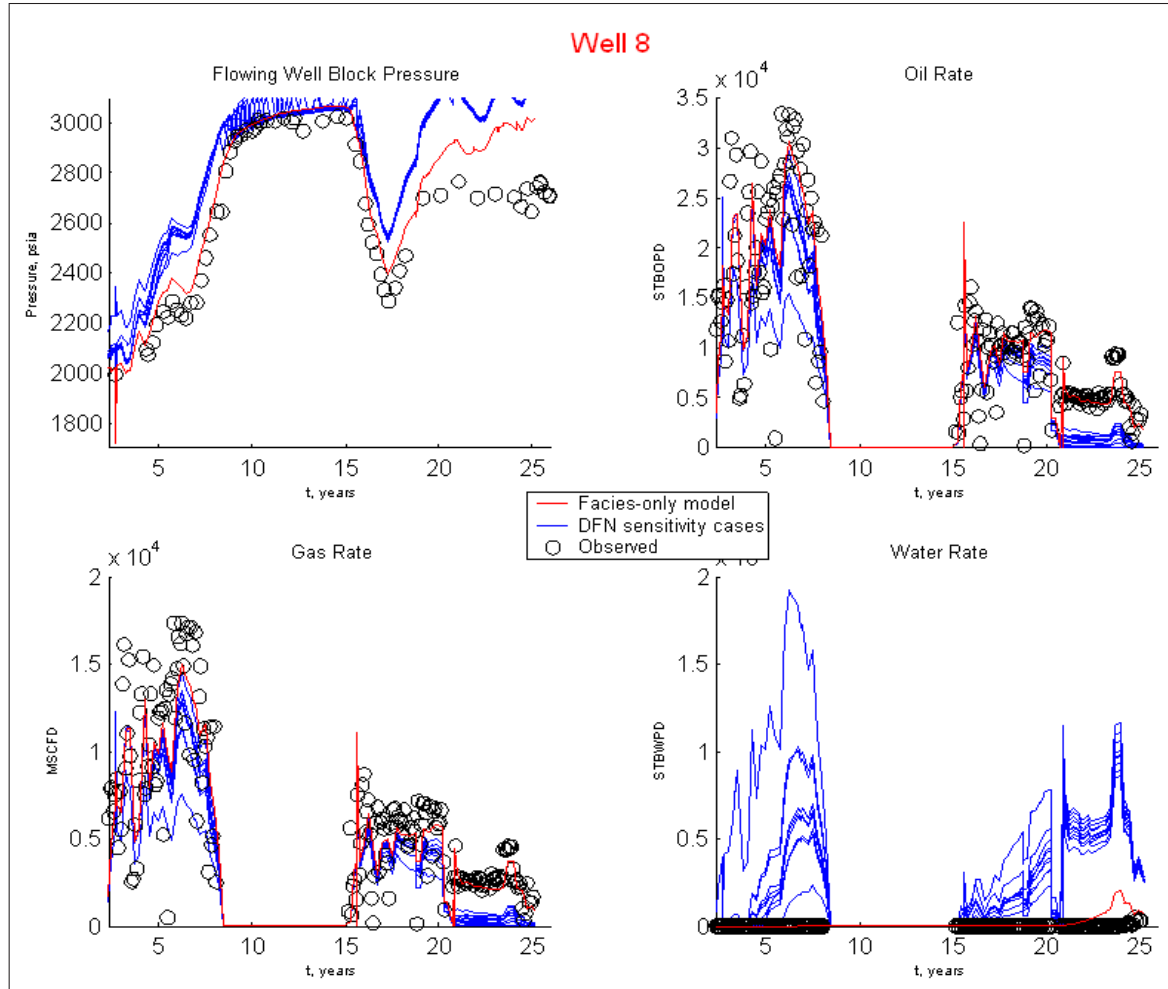 Well 8
Flowing Well Block Pressure
3000
2800
2600
2400
2200
2000
1800
Pressure, psia
5 10 15 20 25
t, years
Oil Rate
x 10⁴
3.5
3
2.5
2
1.5
1
0.5
0
STBOPD
5 10 15 20 25
t, years
Facies-only model
DFN sensitivity cases
Observed
Gas Rate
x 10⁴
2
1.5
1
0.5
0
MSCFD
5 10 15 20 25
t, years
Water Rate
2
1.5
1
0.5
0
STBWPD
5 10 15 20 25
t, years